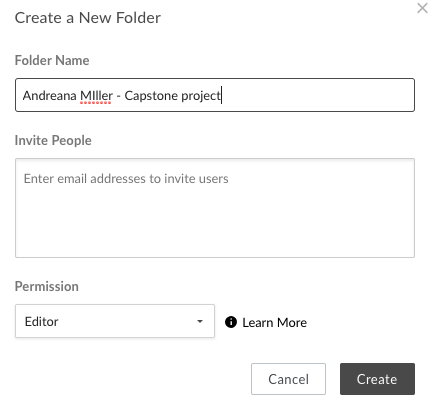 Create a New Folder
Folder Name
Andreana MIller - Capstone project
Invite People
Enter email addresses to invite users
Permission
Editor
Learn More
Cancel
Create